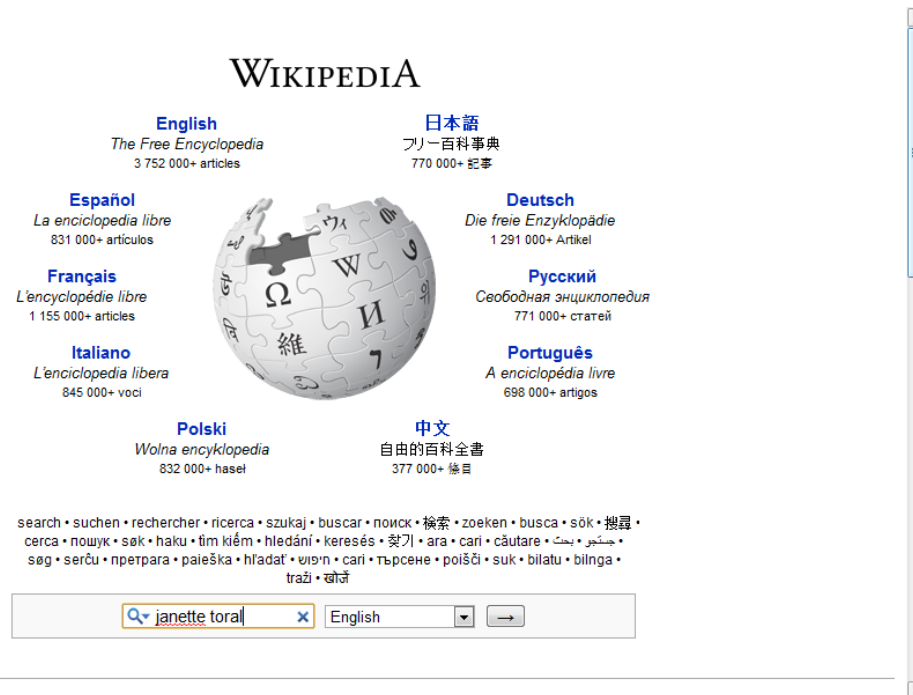 WIKIPEDIA
English
The Free Encyclopedia
3 752 000+ articles
日本語
フリー百科事典
770 000+ 記事
Español
La enciclopedia libre
831 000+ artículos
Deutsch
Die freie Enzyklopädie
1 291 000+ Artikel
Français
L'encyclopédie libre
1 155 000+ articles
Русский
Свободная энциклопедия
771 000+ статей
Italiano
L'enciclopedia libera
845 000+ voci
Português
A enciclopédia livre
698 000+ artigos
Polski
Wolna encyklopedia
832 000+ haseł
中文
自由的百科全書
377 000+ 條目
search • suchen • rechercher • ricerca • szukaj • buscar • поиск • 検索 • zoeken • busca • sök • 搜尋 •
cerca • пошук • søk • haku • tìm kiếm • hledání • keresés • 찾기 • ara • cari • căutare • بحث • جستجو •
søg • serĉu • претрага • paieška • hľadať • חיפוש • cari • търсене • poišči • suk • bilatu • bilnga •
traži • खोजें
janette toral
English
→